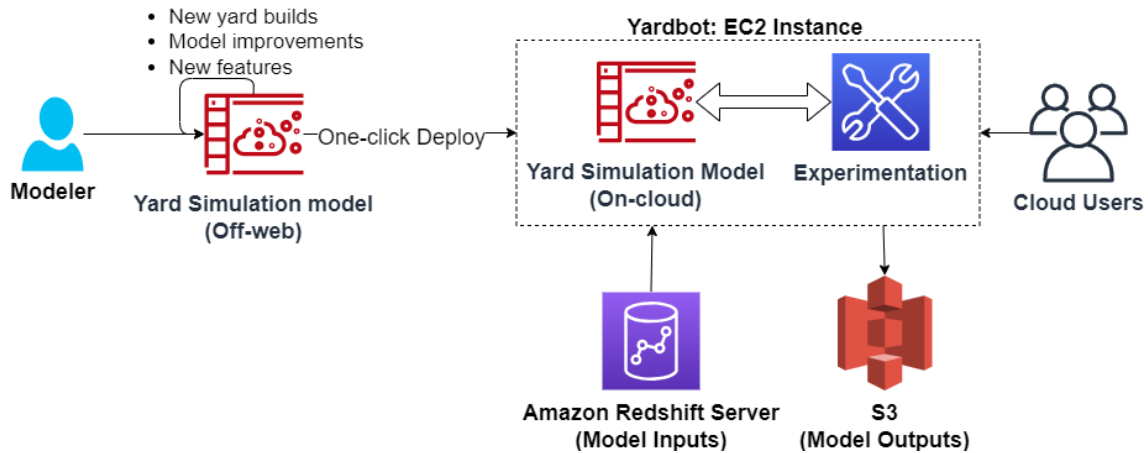 New yard builds
Model improvements
New features
Modeler
Yard Simulation model
(Off-web)
One-click Deploy
Yardbot: EC2 Instance
Yard Simulation Model
(On-cloud)
Experimentation
Cloud Users
Amazon Redshift Server
(Model Inputs)
S3
(Model Outputs)